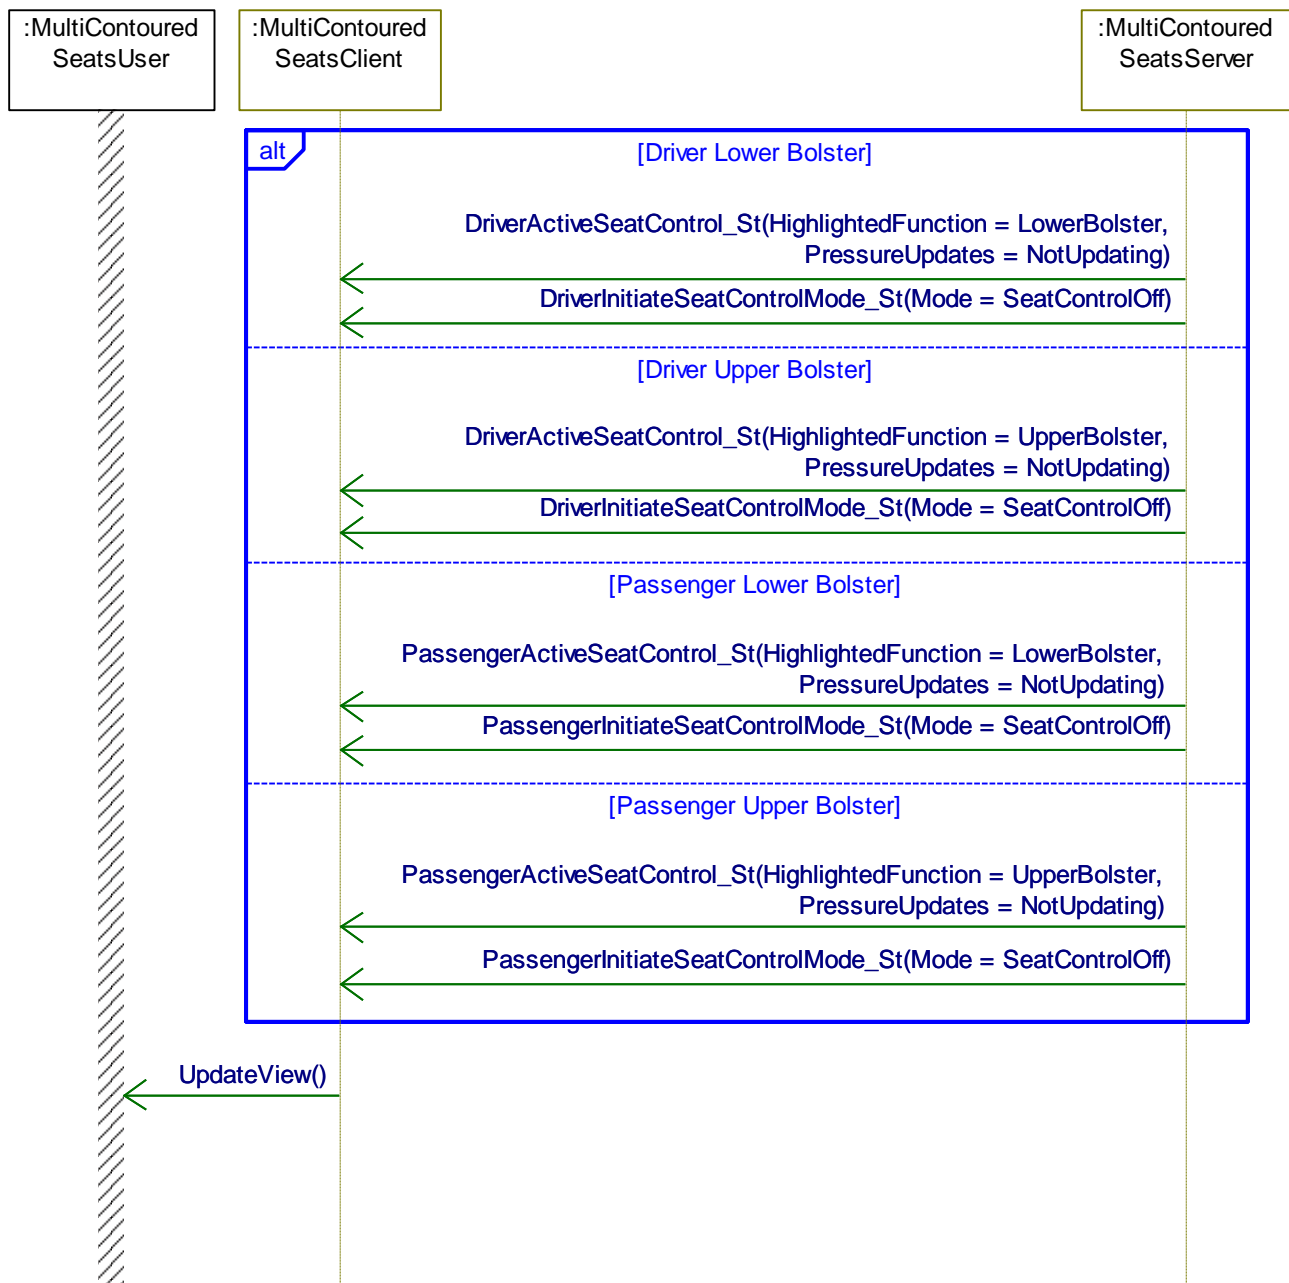 :MultiContoured
SeatsUser
:MultiContoured
SeatsClient
:MultiContoured
SeatsServer
alt
[Driver Lower Bolster]
DriverActiveSeatControl_St(HighlightedFunction = LowerBolster,
PressureUpdates = NotUpdating)
DriverInitiateSeatControlMode_St(Mode = SeatControlOff)
[Driver Upper Bolster]
DriverActiveSeatControl_St(HighlightedFunction = UpperBolster,
PressureUpdates = NotUpdating)
DriverInitiateSeatControlMode_St(Mode = SeatControlOff)
[Passenger Lower Bolster]
PassengerActiveSeatControl_St(HighlightedFunction = LowerBolster,
PressureUpdates = NotUpdating)
PassengerInitiateSeatControlMode_St(Mode = SeatControlOff)
[Passenger Upper Bolster]
PassengerActiveSeatControl_St(HighlightedFunction = UpperBolster,
PressureUpdates = NotUpdating)
PassengerInitiateSeatControlMode_St(Mode = SeatControlOff)
UpdateView()